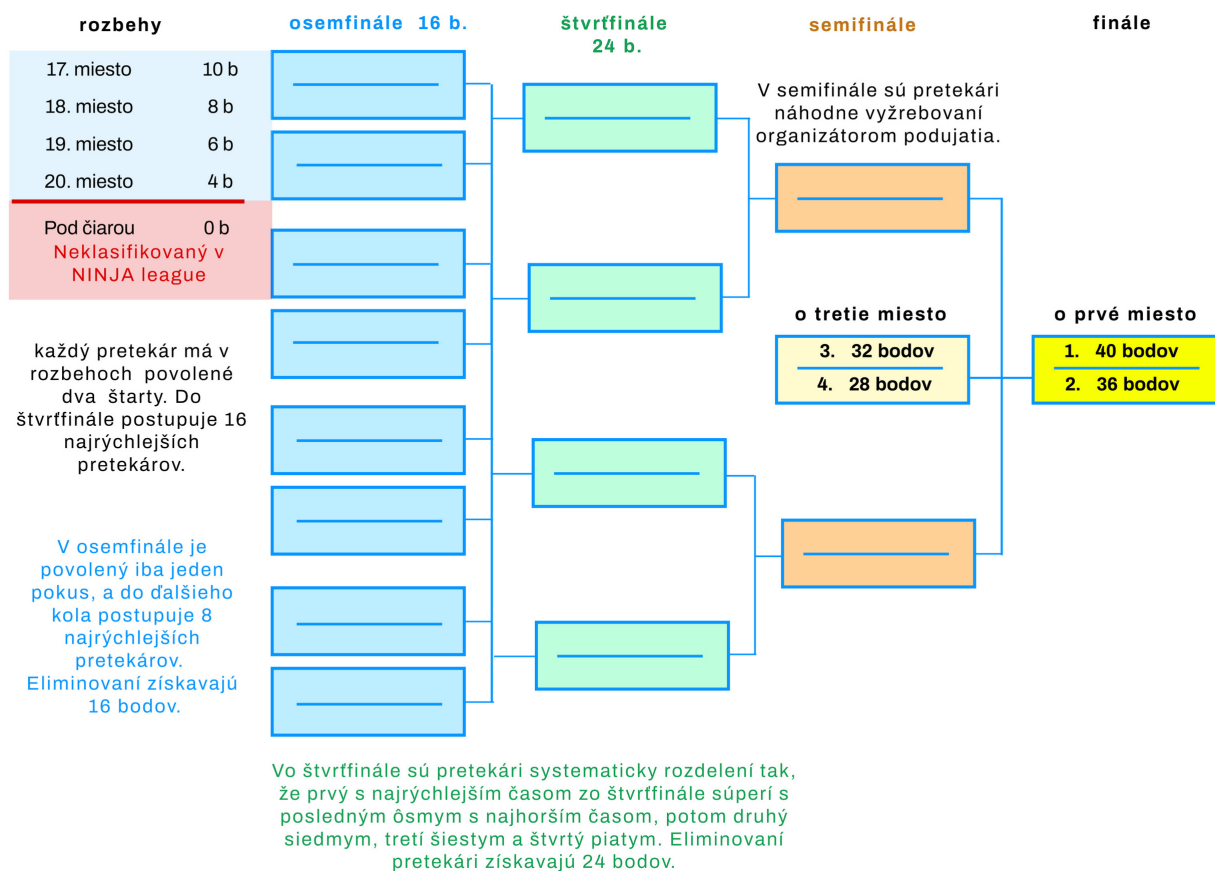 rozbehy
17. miesto 10 b
18. miesto 8 b
19. miesto 6 b
20. miesto 4 b
Pod čiarou 0 b
Neklasifikovaný v
NINJA league
každý pretekár má v
rozbehoch povolené
dva štarty. Do
štvrťfinále postupuje 16
najrýchlejších
pretekárov.
V osemfinále je
povolený iba jeden
pokus, a do ďalšieho
kola postupuje 8
najrýchlejších
pretekárov.
Eliminovaní získavajú
16 bodov.
osemfinále 16 b.
štvrťfinále
24 b.
semifinále
V semifinále sú pretekári
náhodne vyžrebovaní
organizátorom podujatia.
o tretie miesto
3. 32 bodov
4. 28 bodov
finále
o prvé miesto
1. 40 bodov
2. 36 bodov
Vo štvrťfinále sú pretekári systematicky rozdelení tak,
že prvý s najrýchlejším časom zo štvrťfinále súperí s
posledným ôsmym s najhorším časom, potom druhý
siedmym, tretí šiestym a štvrtý piatym. Eliminovaní
pretekári získavajú 24 bodov.